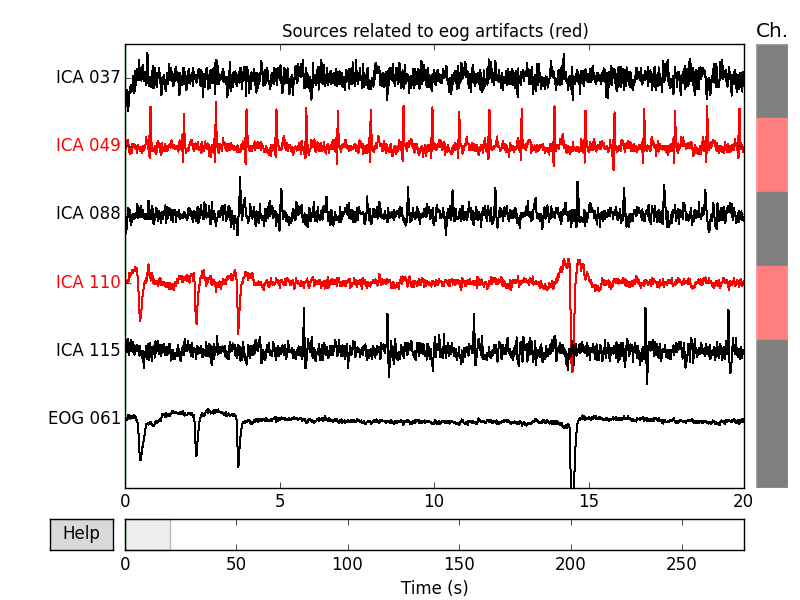 Sources related to eog artifacts (red)
Ch.
ICA 037
ICA 049
ICA 088
ICA 110
ICA 115
EOG 061
0 5 10 15 20
Help
0 50 100 150 200 250
Time (s)